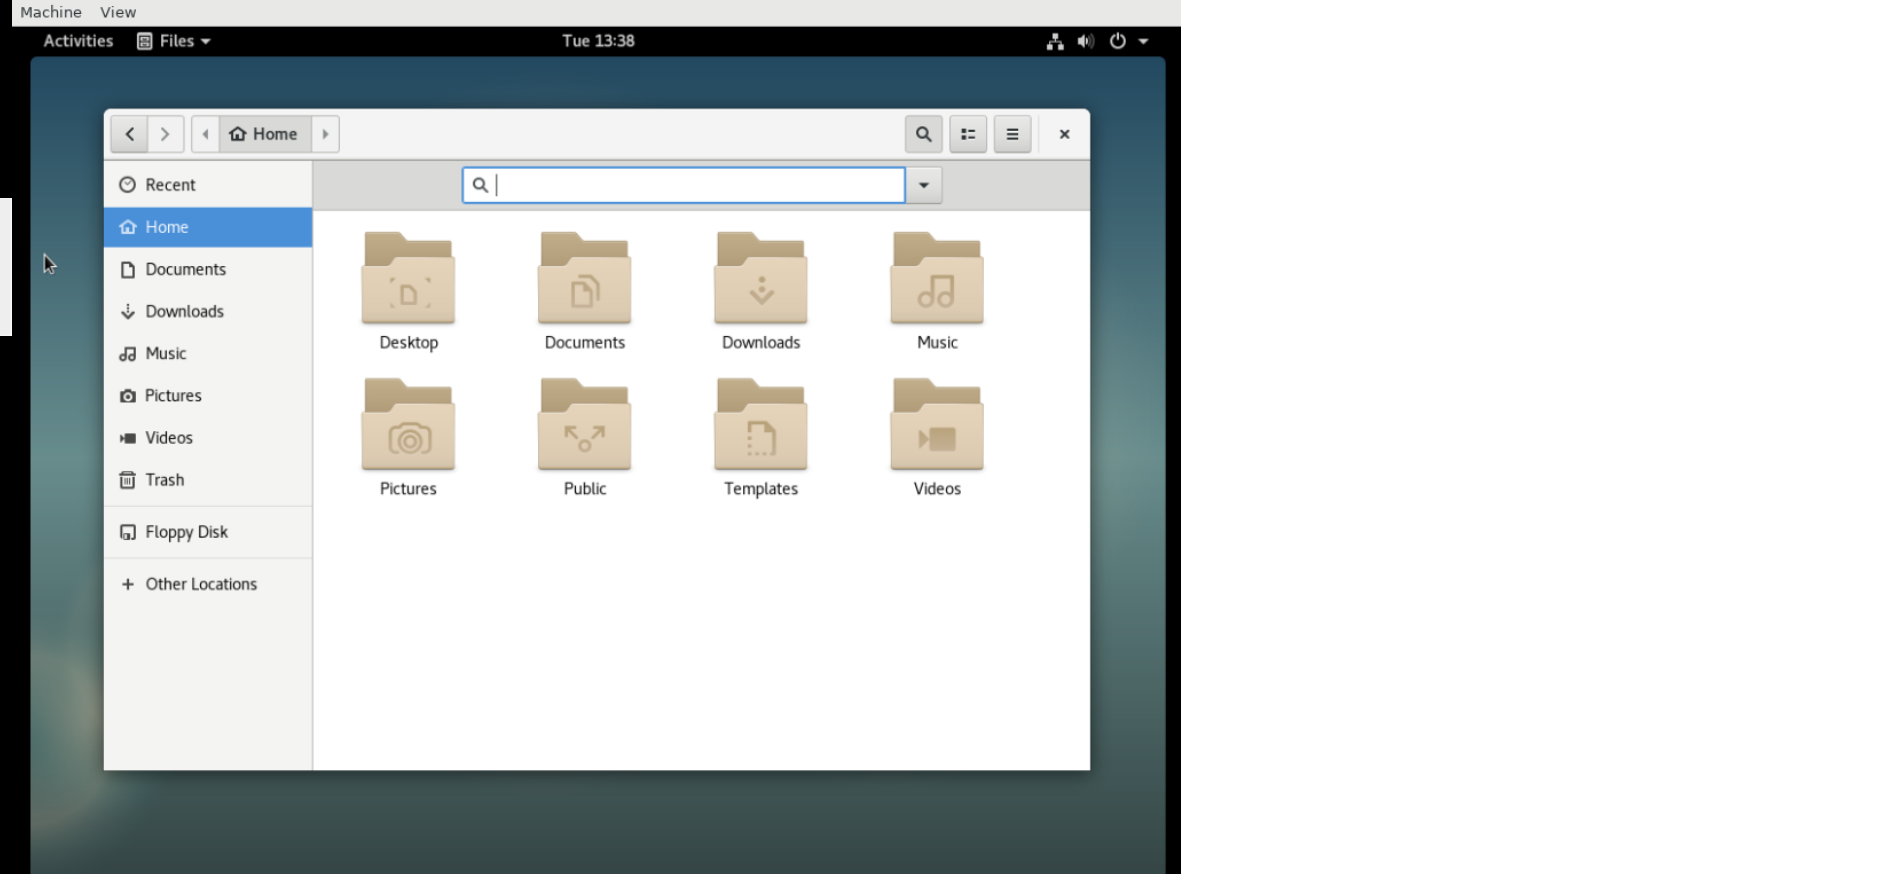 Machine View
Activities Files Tue 13:38
Home
Recent
Home
Documents
Downloads
Music
Pictures
Videos
Trash
Floppy Disk
Other Locations
Desktop Documents Downloads Music
Pictures Public Templates Videos